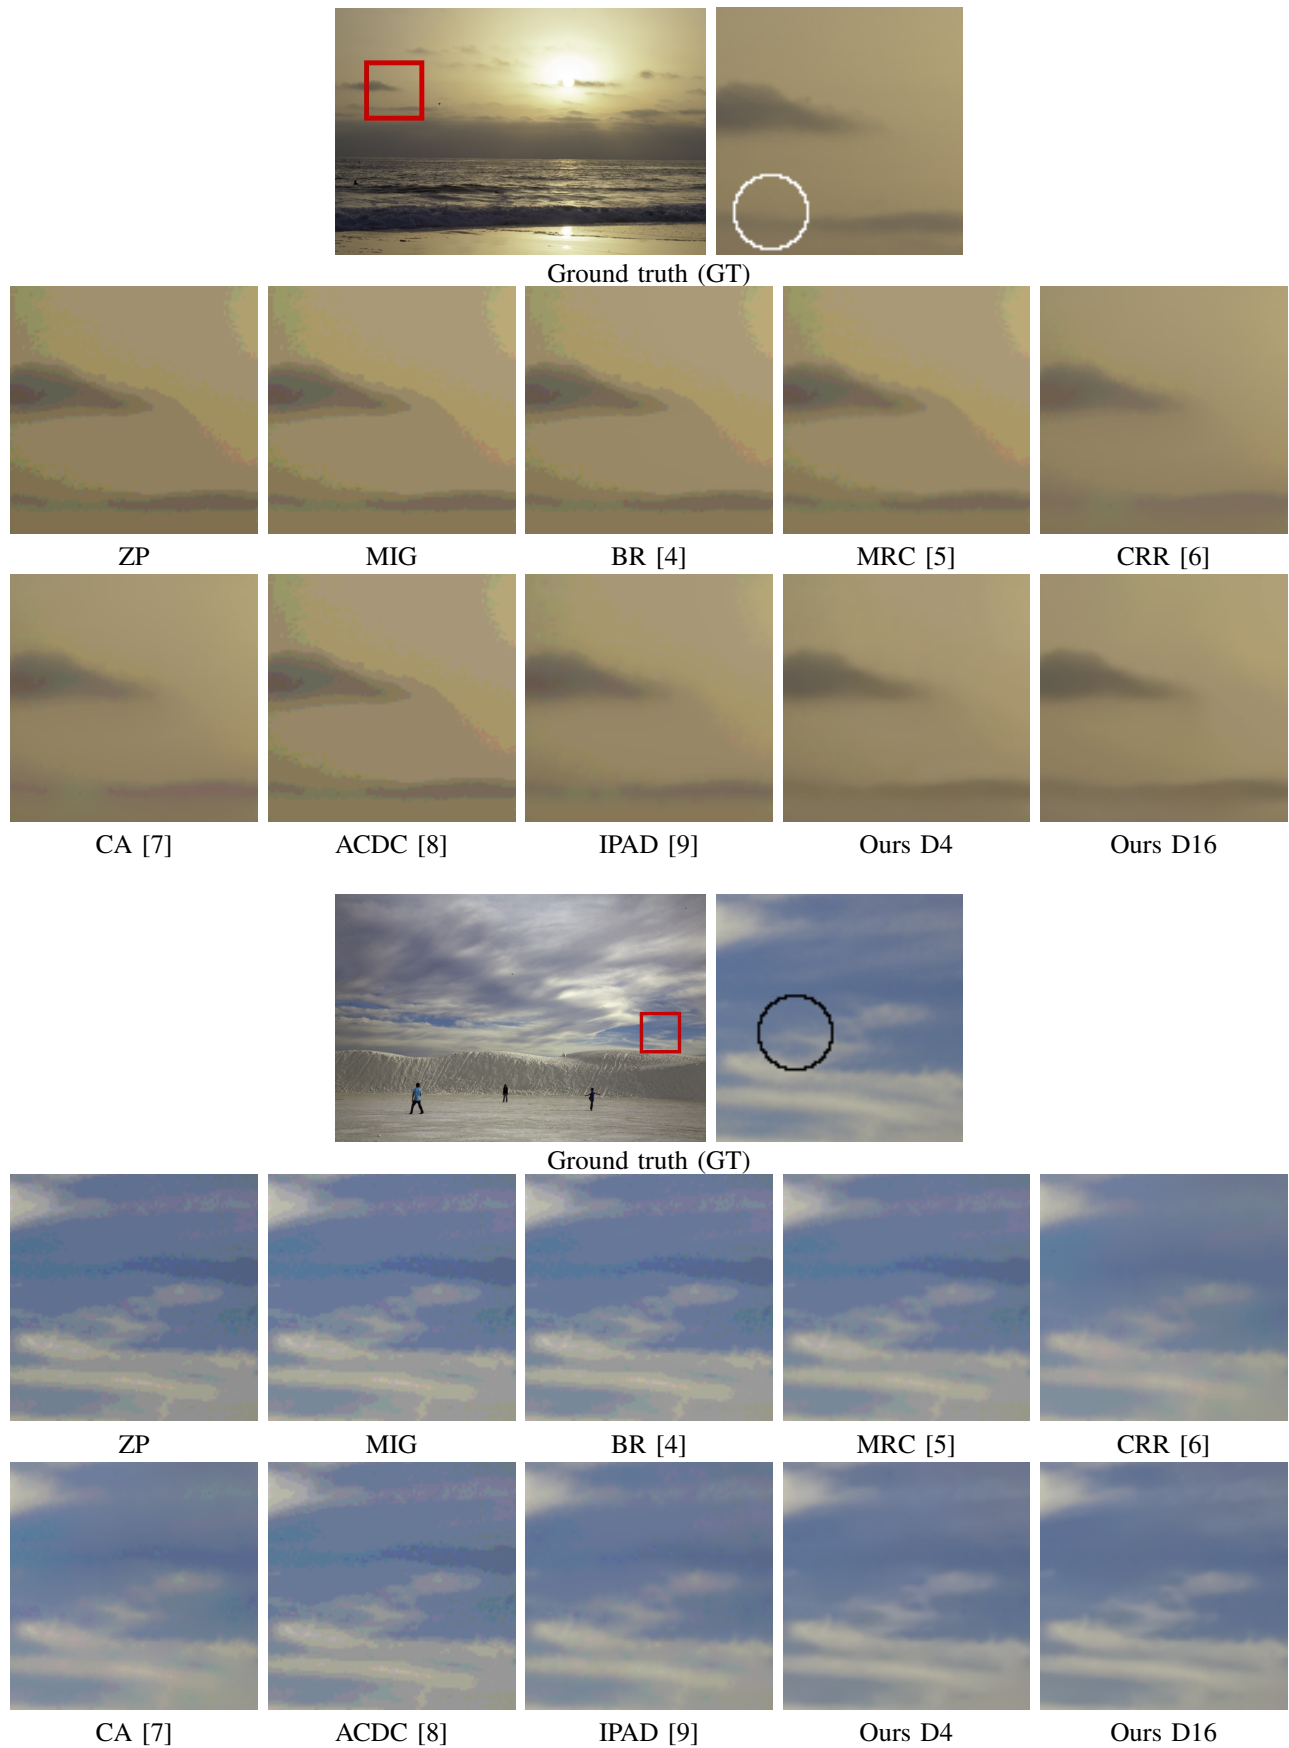 Ground truth (GT)
ZP MIG BR [4] MRC [5] CRR [6]
CA [7] ACDC [8] IPAD [9] Ours D4 Ours D16
Ground truth (GT)
ZP MIG BR [4] MRC [5] CRR [6]
CA [7] ACDC [8] IPAD [9] Ours D4 Ours D16